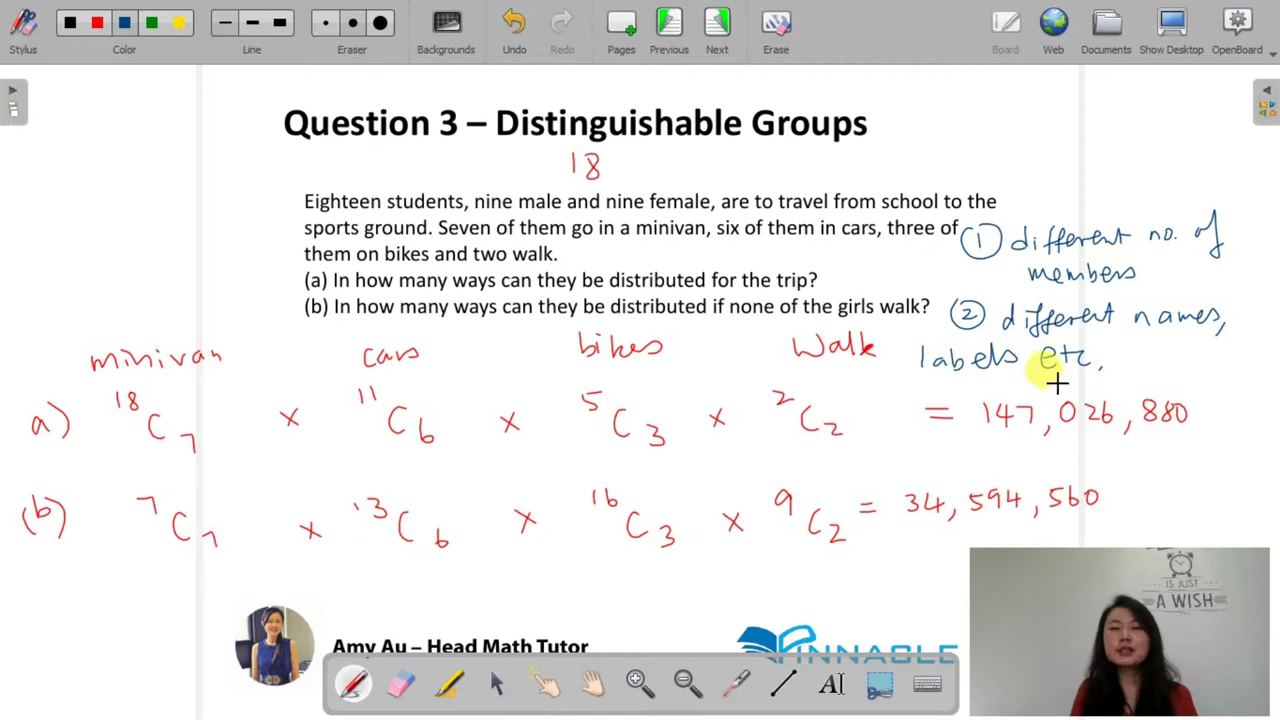 Stylus
Color
Line
Eraser
Backgrounds
Undo
Redo
Pages
Previous
Next
Erase
Board
Web
Documents
Show Desktop
OpenBoard
Question 3 – Distinguishable Groups
18
Eighteen students, nine male and nine female, are to travel from school to the
sports ground. Seven of them go in a minivan, six of them in cars, three of
them on bikes and two walk.
(a) In how many ways can they be distributed for the trip?
(b) In how many ways can they be distributed if none of the girls walk?
① different no. of
members
② different names,
labels etc.
minivan cars bikes Walk
a) ¹⁸C₇ × ¹¹C₆ × ⁵C₃ × ²C₂ = 147,026,880
(b) ⁷C₇ × ¹³C₆ × ¹⁶C₃ × ⁹C₂ = 34,594,560
IS JUST
A WISH
Amy Au – Head Math Tutor
PINNACLE